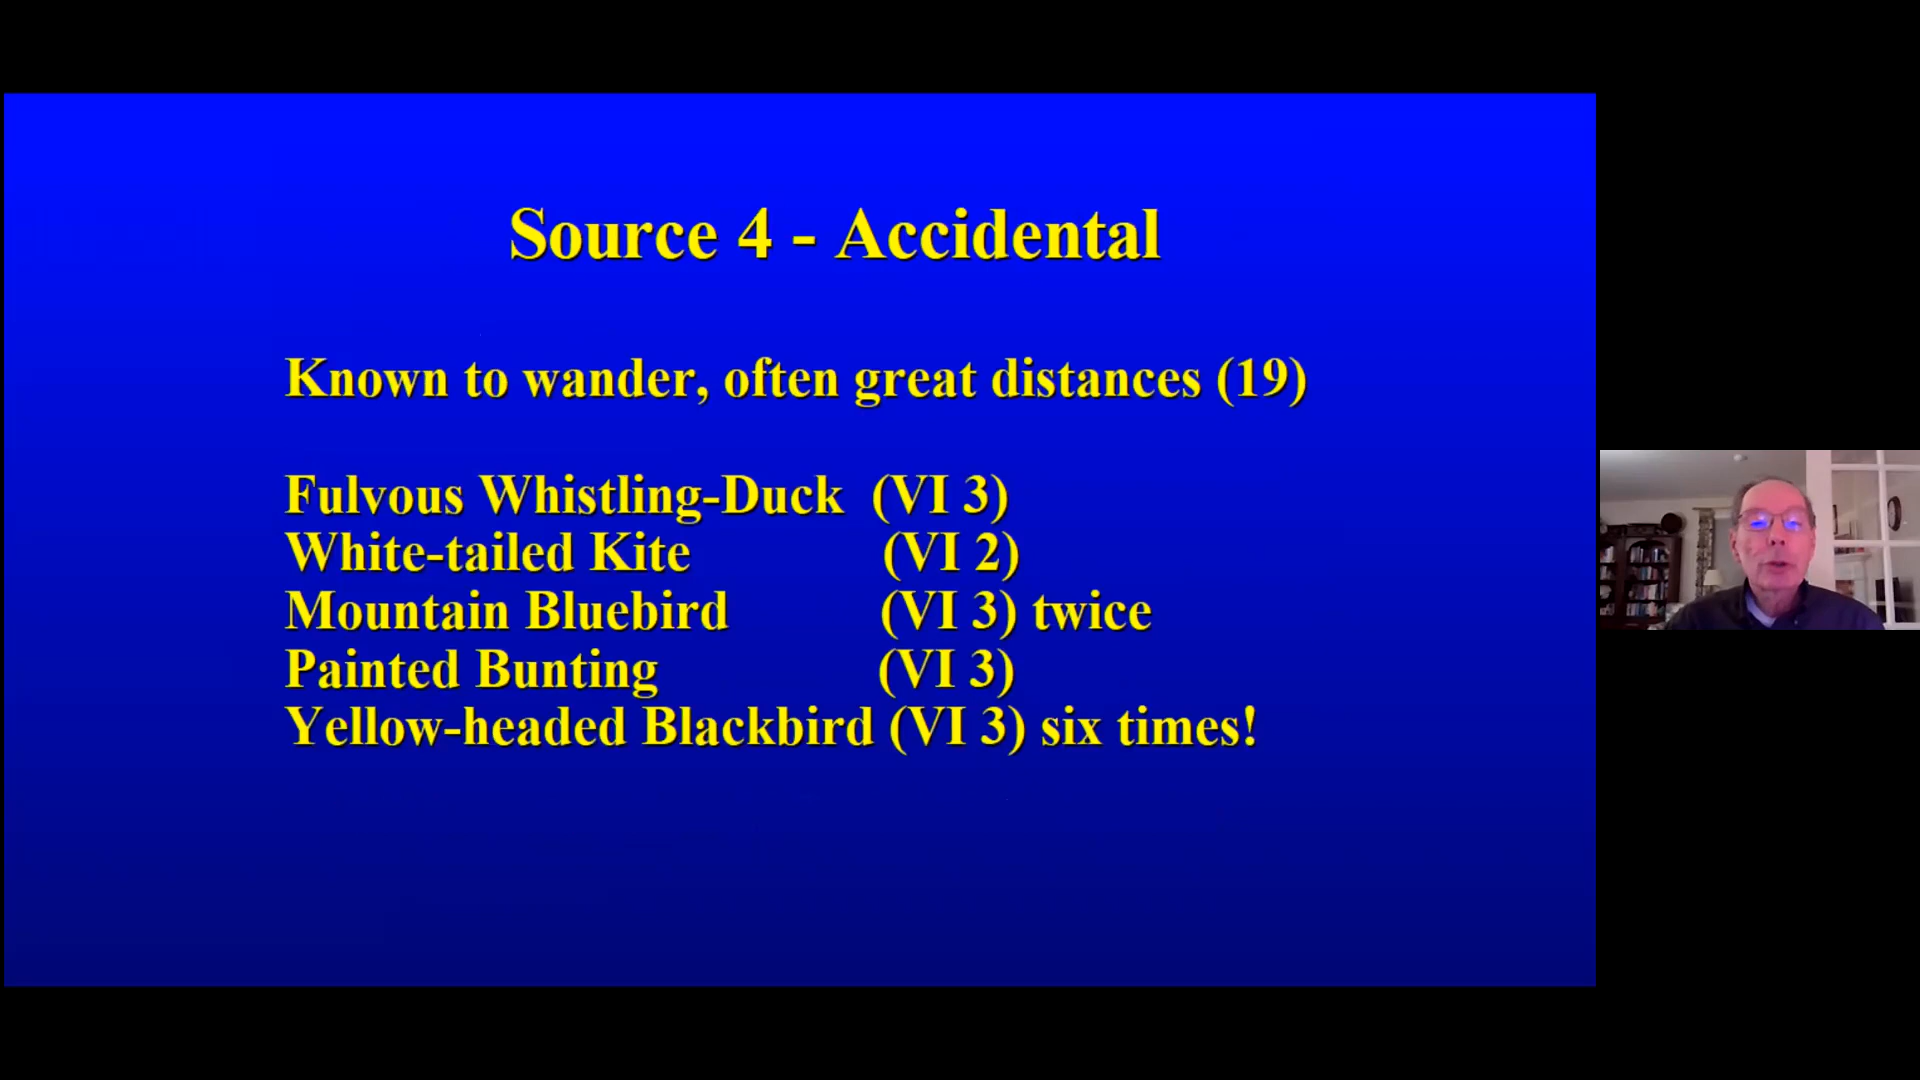 Source 4 - Accidental
Known to wander, often great distances (19)
Fulvous Whistling-Duck (VI 3)
White-tailed Kite (VI 2)
Mountain Bluebird (VI 3) twice
Painted Bunting (VI 3)
Yellow-headed Blackbird (VI 3) six times!